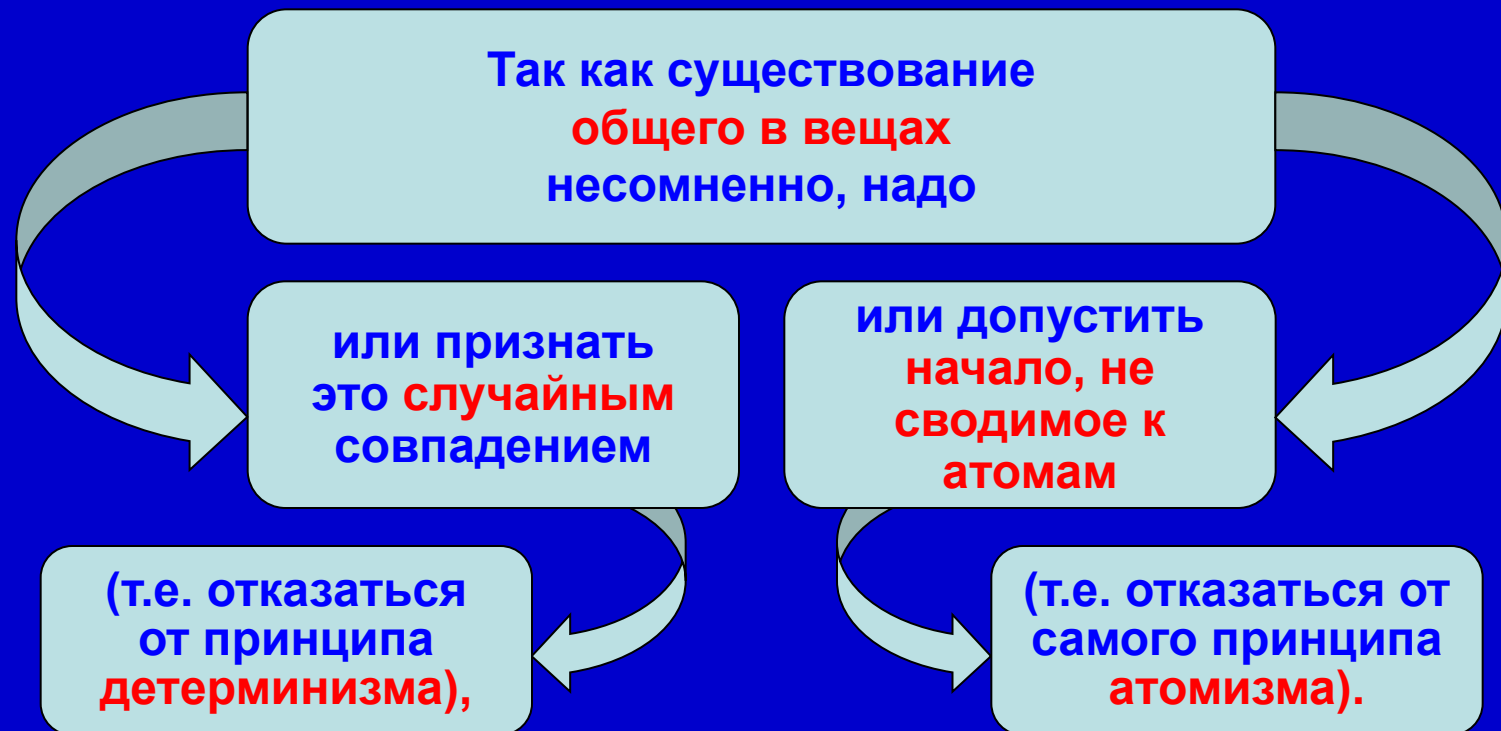 Так как существование
общего в вещах
несомненно, надо
или признать
это случайным
совпадением
или допустить
начало, не
сводимое к
атомам
(т.е. отказаться
от принципа
детерминизма),
(т.е. отказаться от
самого принципа
атомизма).